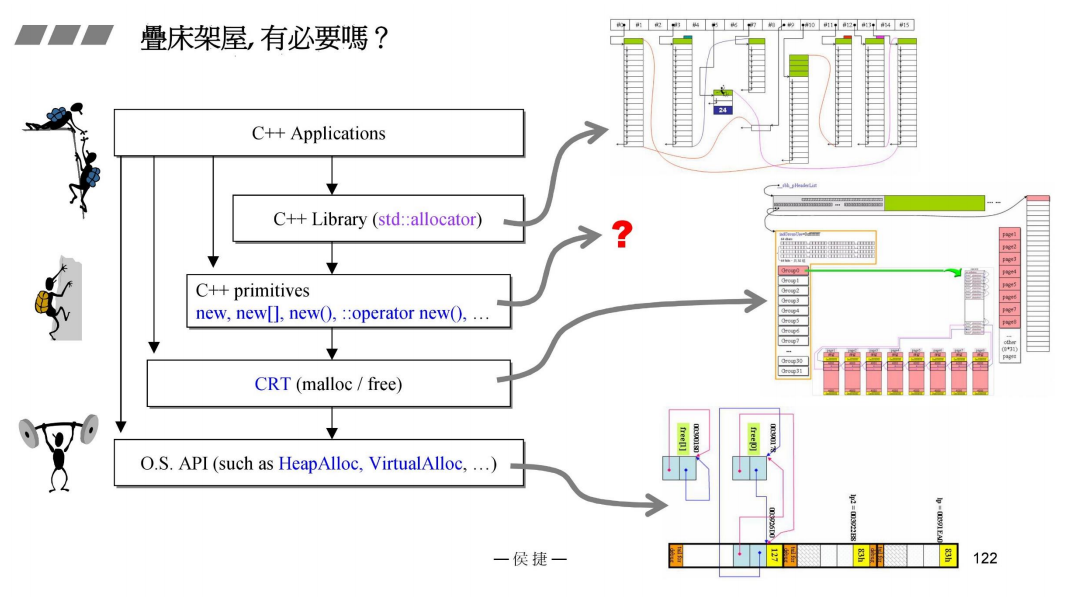 疊床架屋, 有必要嗎？
C++ Applications
C++ Library (std::allocator)
C++ primitives
new, new[], new(), ::operator new(), …
CRT (malloc / free)
O.S. API (such as HeapAlloc, VirtualAlloc, …)
?
#0 #1 #2 #3 #4 #5 #6 #7 #8 #9 #10 #11 #12 #13 #14 #15
24
Group0
Group1
Group2
Group3
Group4
Group5
Group6
Group7
...
Group30
Group31
page1
page2
page3
page4
page5
page6
page7
page8
...
other
(8*31)
pages
free[1]
free[0]
127
83h
83h
—侯捷—
122